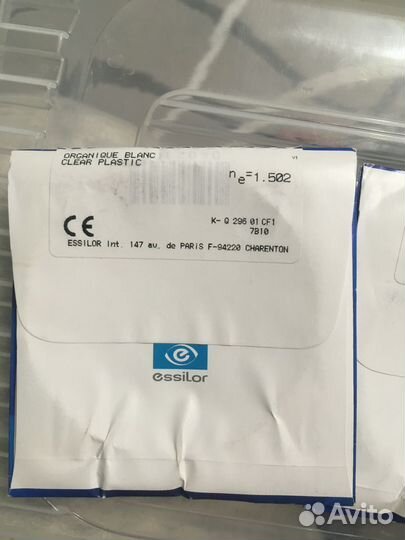 ORGANIQUE BLANC
CLEAR PLASTIC
V1
ne=1.502
K- Q 296 01 CF1
7B10
CE
ESSILOR Int. 147 av. de PARIS F-94220 CHARENTON
essilor
Avito